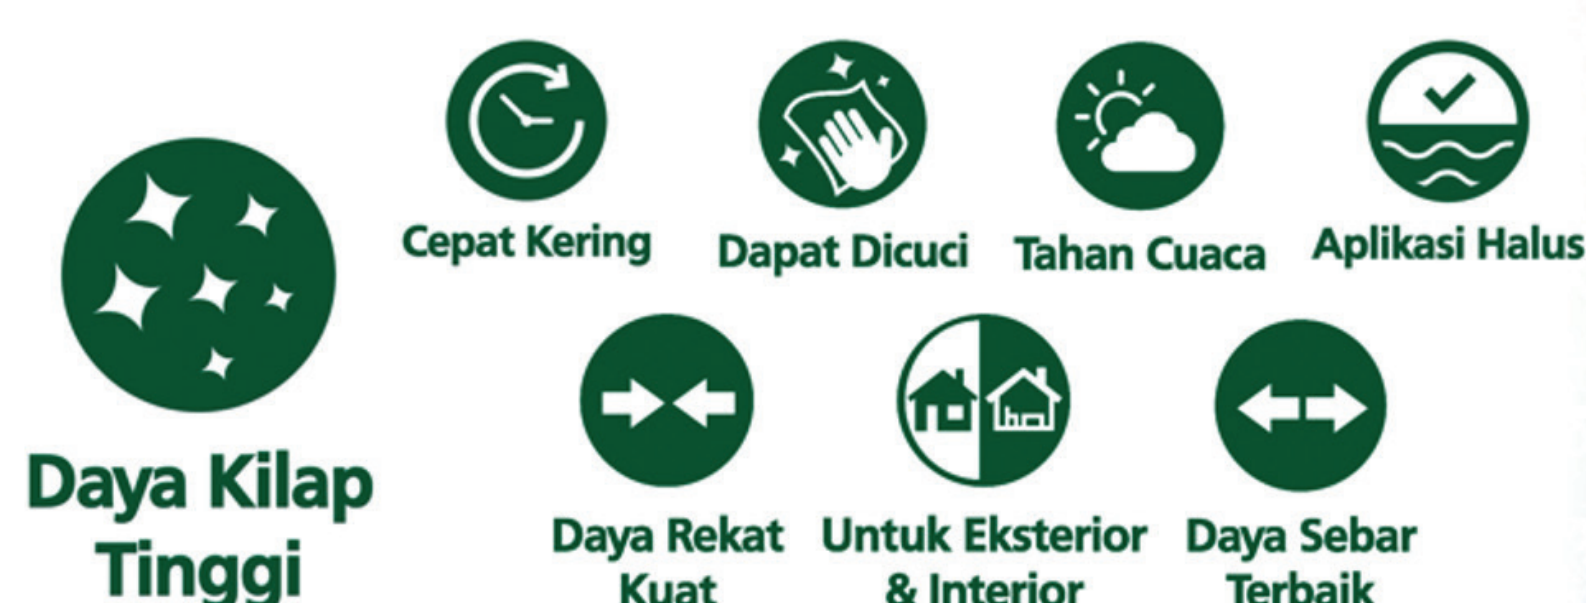 Daya Kilap
Tinggi
Cepat Kering
Dapat Dicuci
Tahan Cuaca
Aplikasi Halus
Daya Rekat
Kuat
Untuk Eksterior
& Interior
Daya Sebar
Terbaik